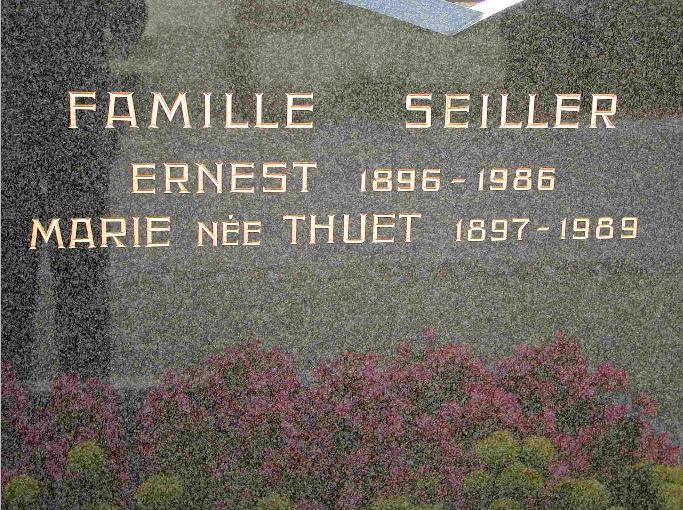 FAMILLE SEILLER
ERNEST 1896 - 1986
MARIE NÉE THUET 1897 - 1989